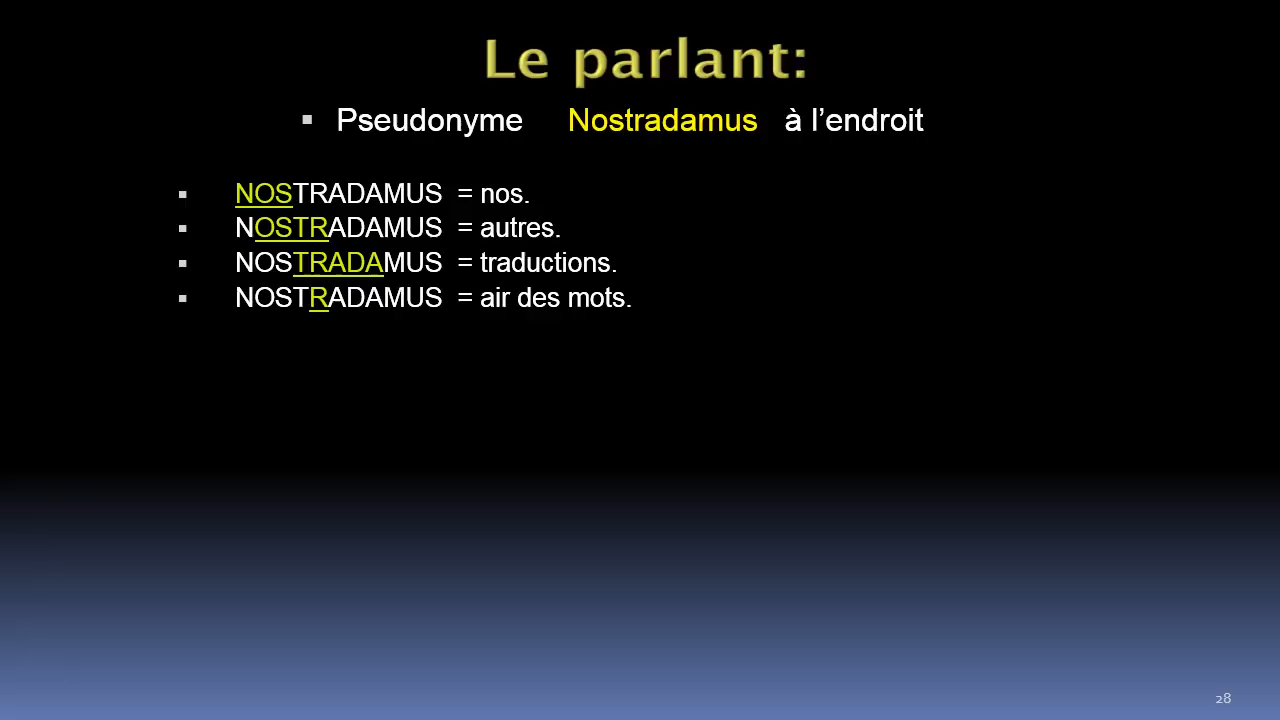 Le parlant:
▪ Pseudonyme Nostradamus à l’endroit
▪ NOSTRADAMUS = nos.
▪ NOSTRADAMUS = autres.
▪ NOSTRADAMUS = traductions.
▪ NOSTRADAMUS = air des mots.
28